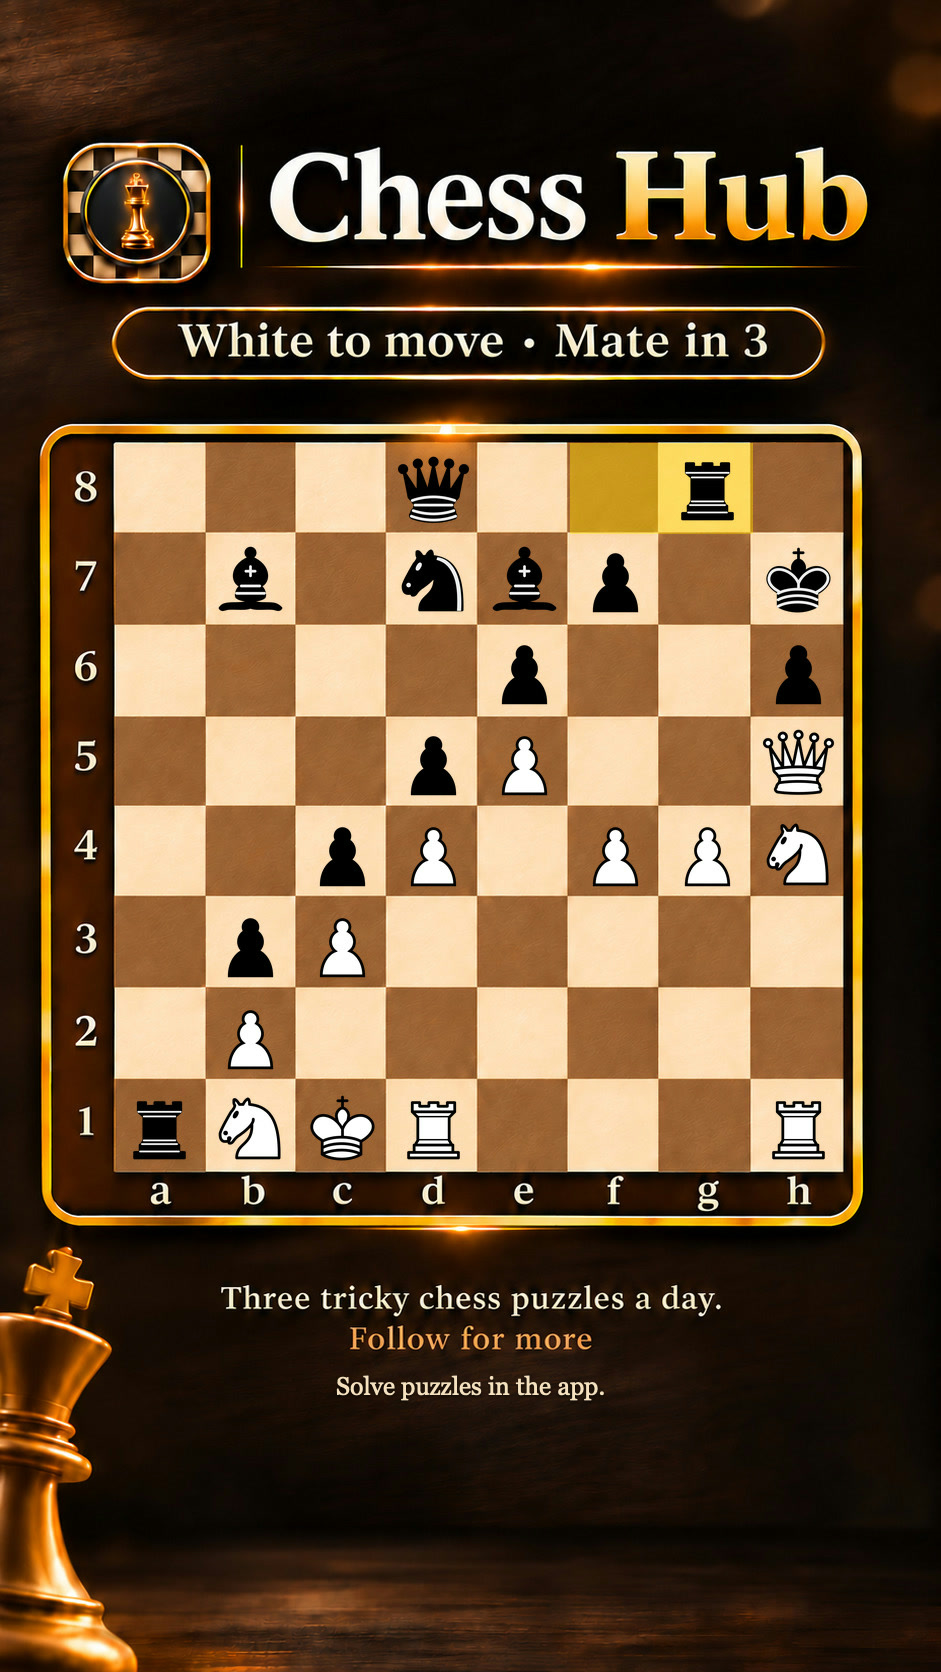 Chess Hub
White to move • Mate in 3
8
7
6
5
4
3
2
1
a b c d e f g h
Three tricky chess puzzles a day.
Follow for more
Solve puzzles in the app.